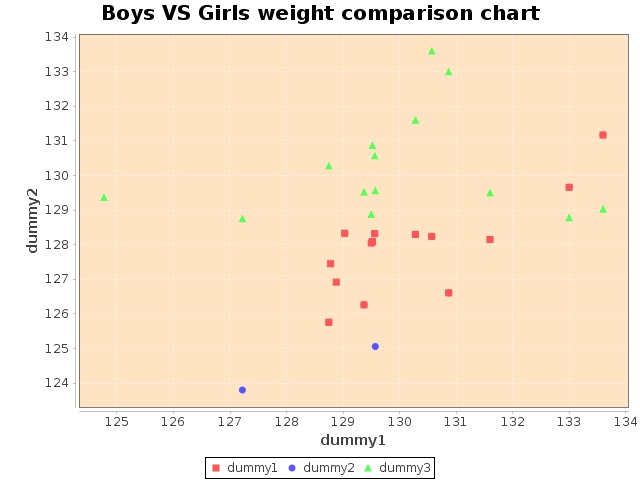 Boys VS Girls weight comparison chart
134
133
132
131
130
129
128
127
126
125
124
dummy2
125 126 127 128 129 130 131 132 133 134
dummy1
dummy1 dummy2 dummy3